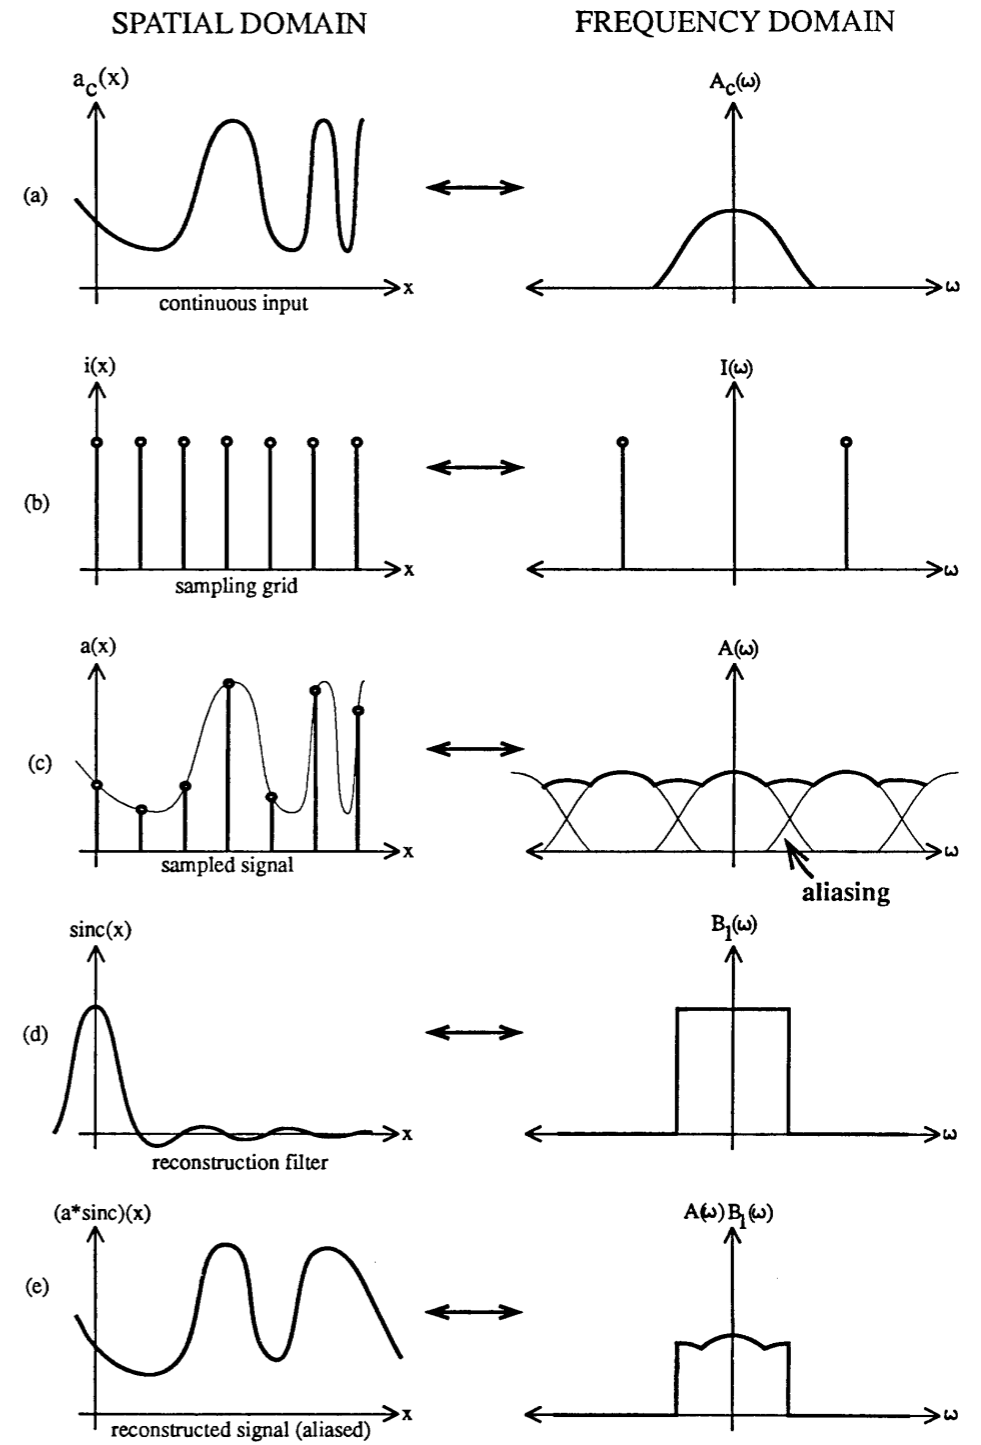 SPATIAL DOMAIN
FREQUENCY DOMAIN
a_c(x)
A_c(ω)
(a)
x
ω
continuous input
i(x)
I(ω)
(b)
x
ω
sampling grid
a(x)
A(ω)
(c)
x
ω
sampled signal
aliasing
sinc(x)
B_1(ω)
(d)
x
ω
reconstruction filter
(a*sinc)(x)
A(ω) B_1(ω)
(e)
x
ω
reconstructed signal (aliased)